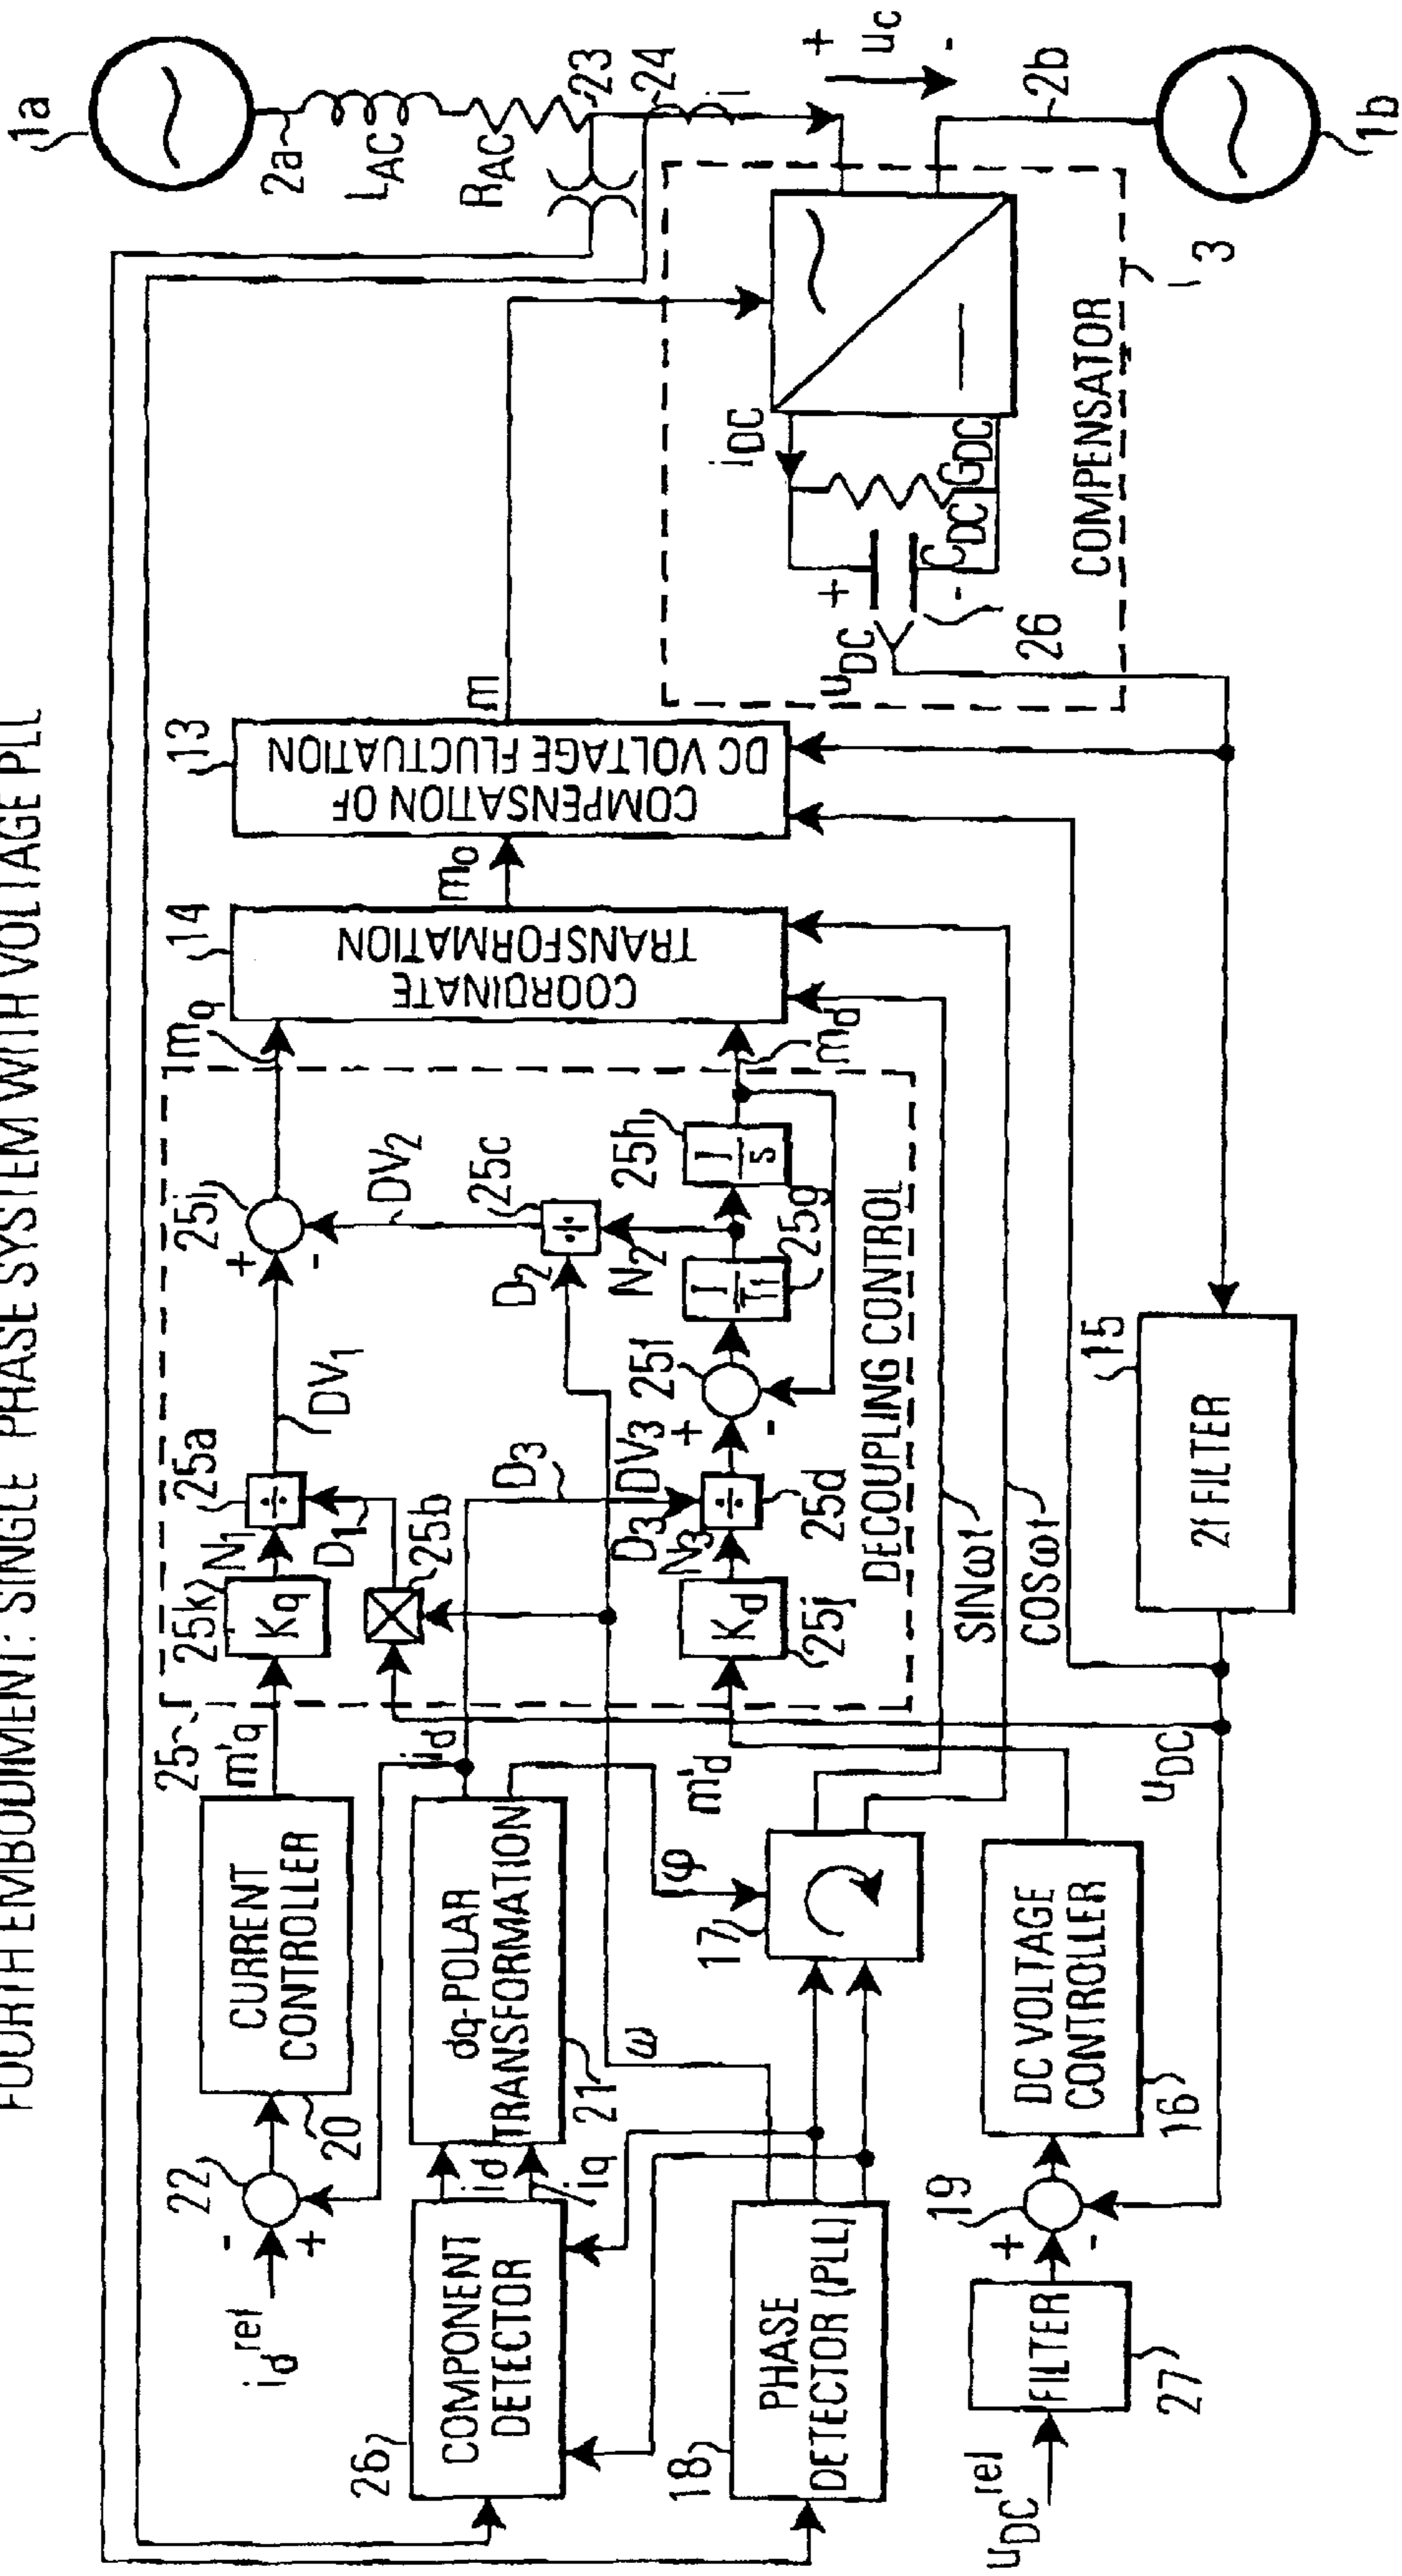 FOURTH EMBODIMENT: SINGLE PHASE SYSTEM WITH VOLTAGE PLL
1a
2a
LAC
RAC
23
24
i
+
uc
-
2b
1b
3
COMPENSATOR
iDC
GDC
CDC
+
-
uDC
26
m
13
COMPENSATION OF
DC VOLTAGE FLUCTUATION
mo
14
COORDINATE
TRANSFORMATION
mq
md
25i
+
-
DV2
25c
÷
D2
N2
25h
1
s
25g
1
T1
25f
+
-
DECOUPLING CONTROL
DV1
25a
÷
N1
D1
25b
25k
Kq
D3
DV3
D3
N3
÷
25d
Kd
25j
SINωt
COSωt
15
2f FILTER
25
m'q
id
m'd
uDC
CURRENT
CONTROLLER
20
22
-
+
id ref
dq-POLAR
TRANSFORMATION
21
φ
ω
17
id
iq
26
COMPONENT
DETECTOR
18
PHASE
DETECTOR (PLL)
DC VOLTAGE
CONTROLLER
16
19
+
-
FILTER
27
uDC ref